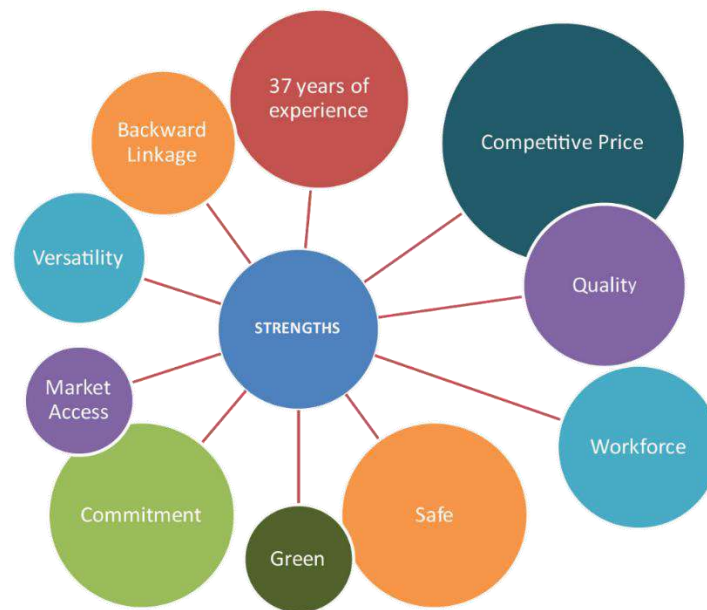 37 years of
experience
Backward
Linkage
Competitive Price
Versatility
Quality
STRENGTHS
Market
Access
Workforce
Commitment
Safe
Green